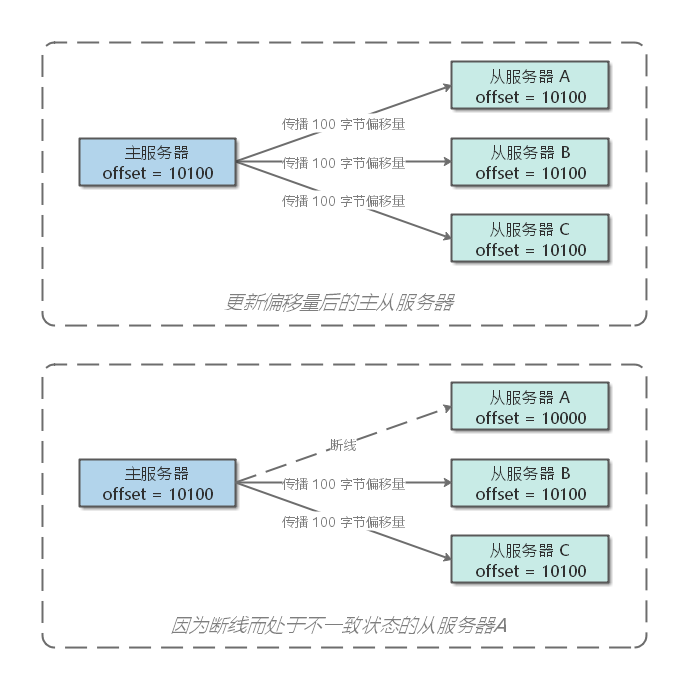 从服务器 A
offset = 10100
传播 100 字节偏移量
主服务器
offset = 10100
传播 100 字节偏移量
从服务器 B
offset = 10100
传播 100 字节偏移量
从服务器 C
offset = 10100
更新偏移量后的主从服务器
从服务器 A
offset = 10000
断线
主服务器
offset = 10100
传播 100 字节偏移量
从服务器 B
offset = 10100
传播 100 字节偏移量
从服务器 C
offset = 10100
因为断线而处于不一致状态的从服务器A